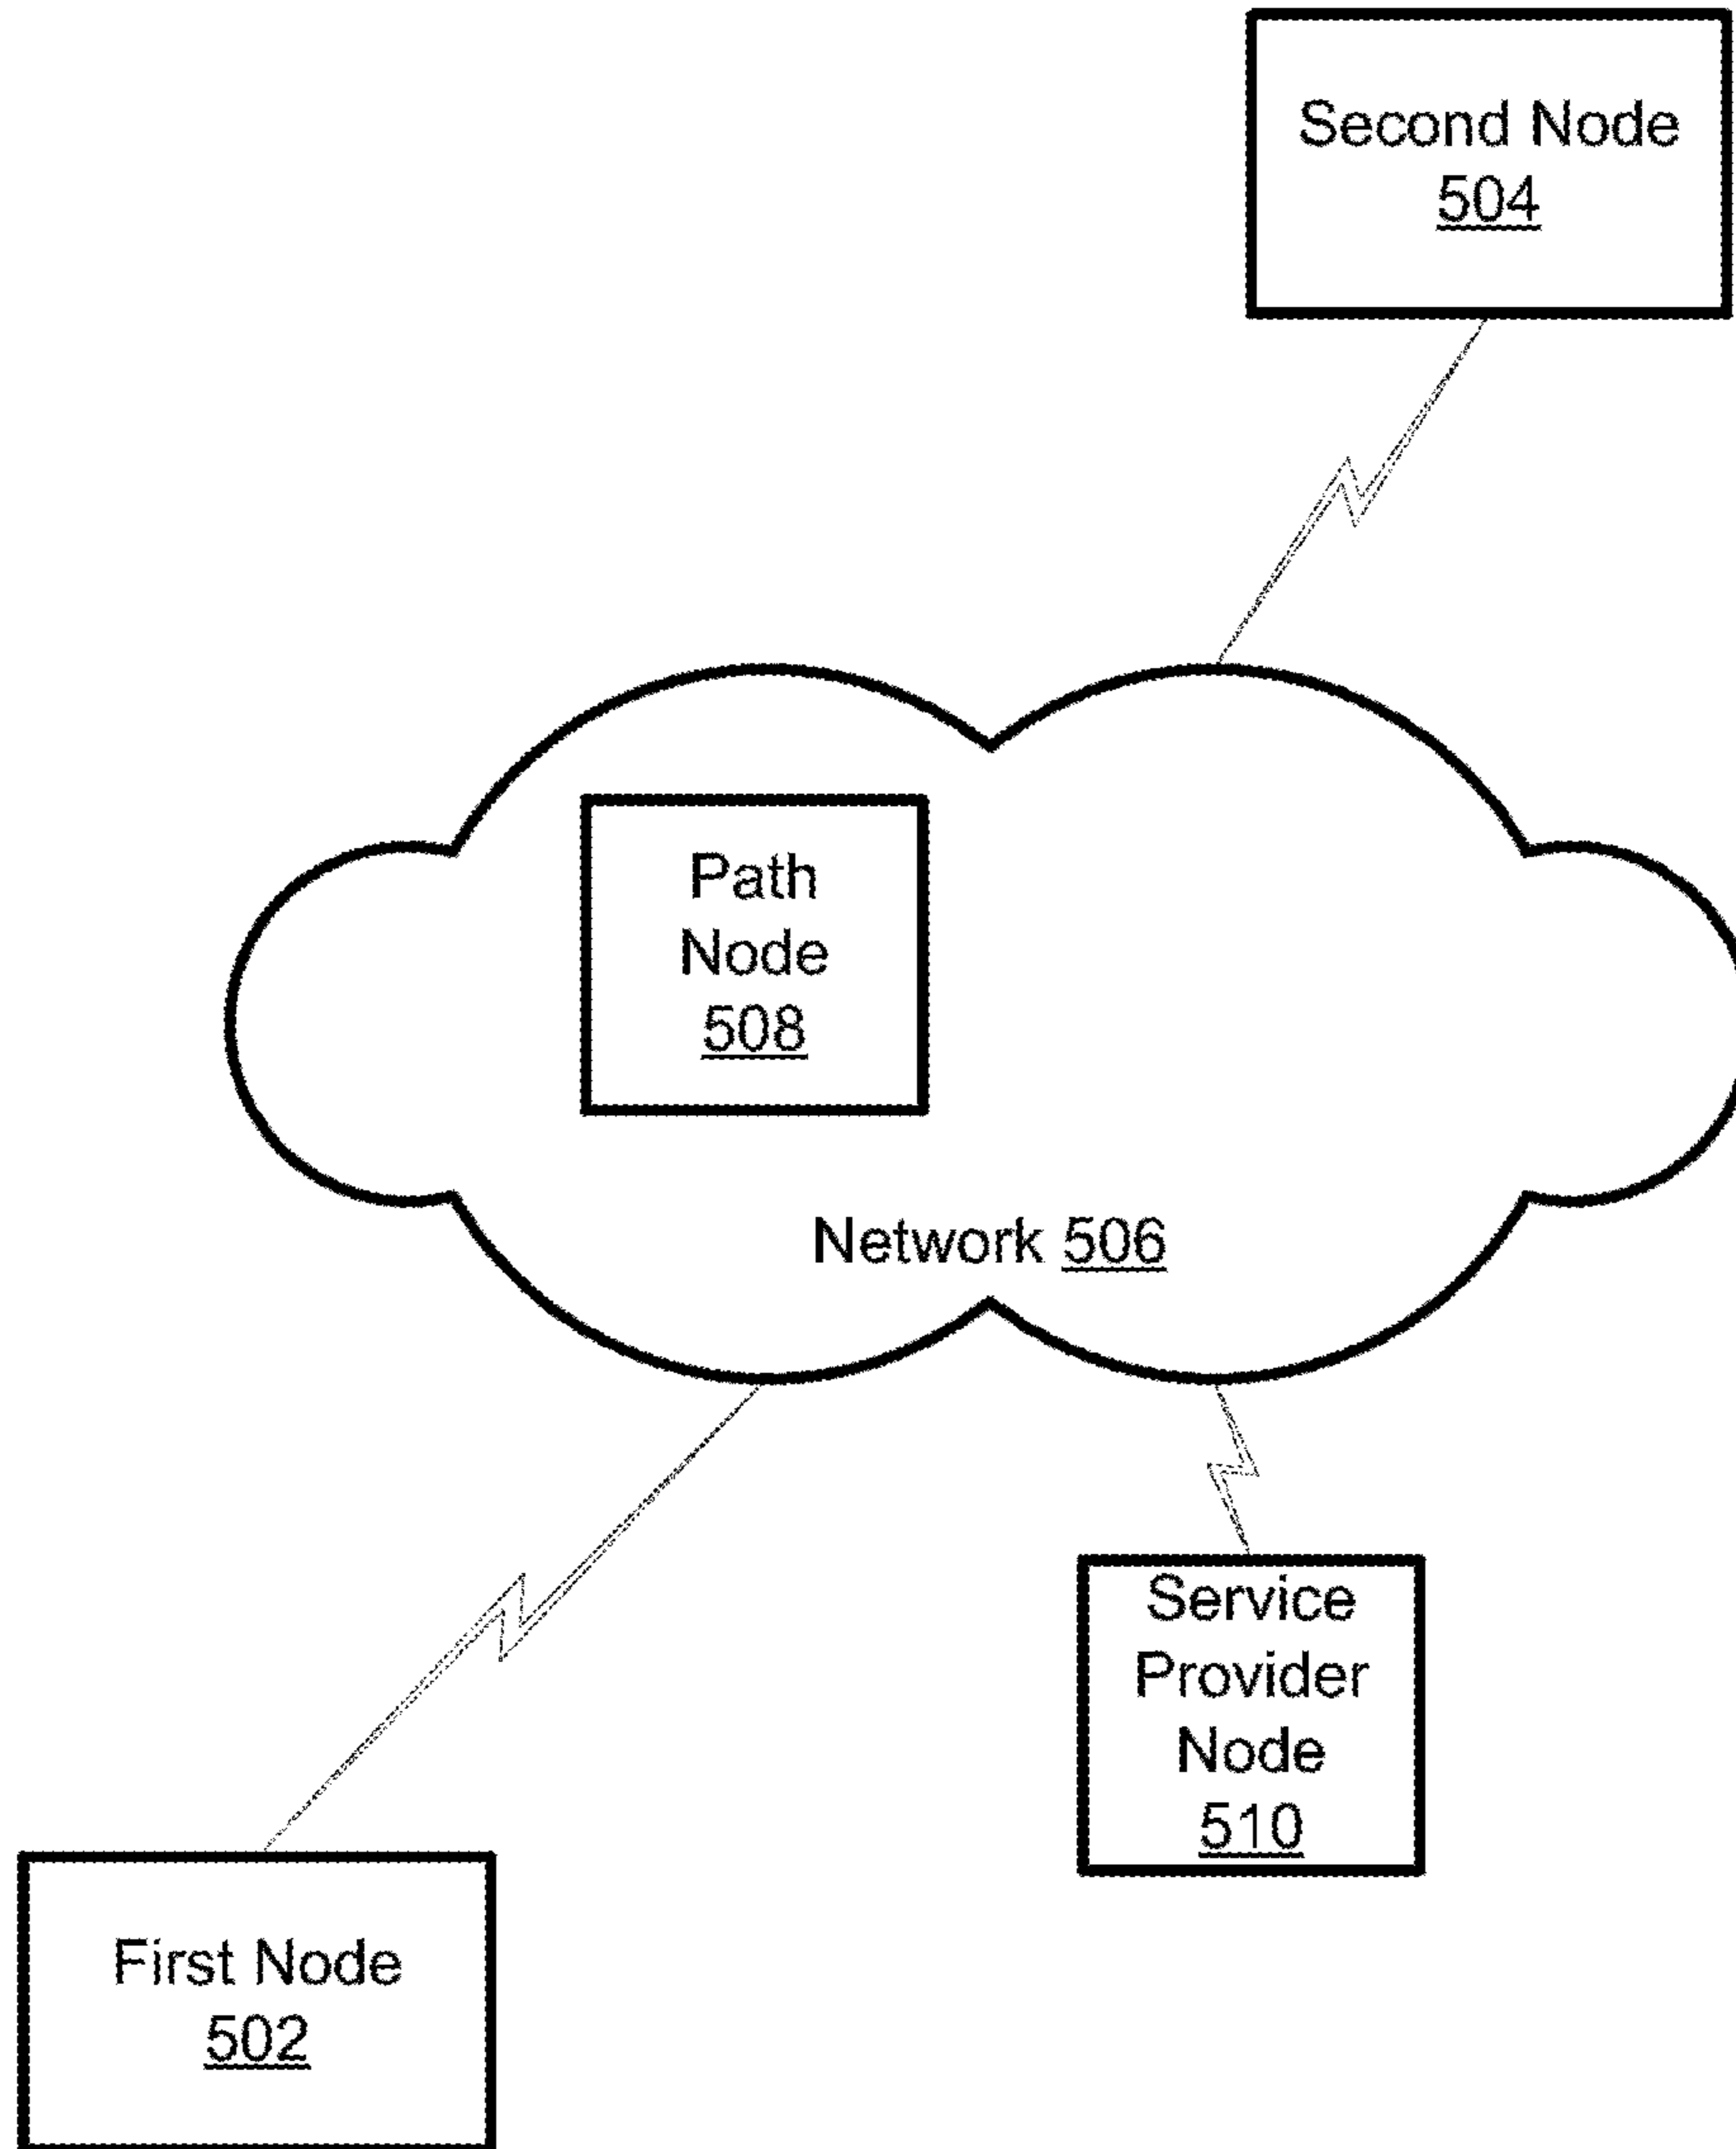 Second Node
504
Path
Node
508
Network 506
Service
Provider
Node
510
First Node
502